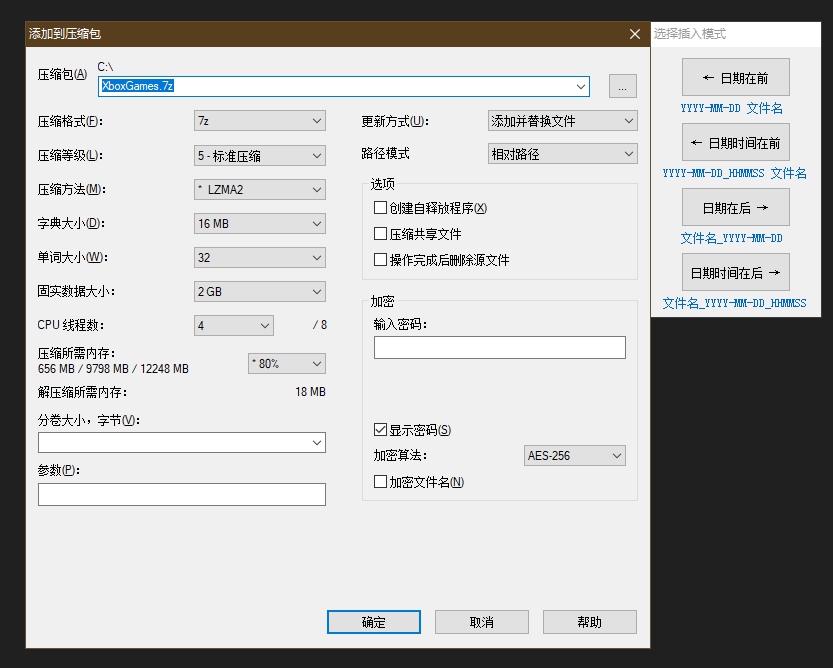 添加到压缩包
压缩包(A)
C:\
XboxGames.7z
...
压缩格式(F):
7z
压缩等级(L):
5 - 标准压缩
压缩方法(M):
* LZMA2
字典大小(D):
16 MB
单词大小(W):
32
固实数据大小:
2 GB
CPU 线程数:
4
/ 8
压缩所需内存:
656 MB / 9798 MB / 12248 MB
* 80%
解压缩所需内存:
18 MB
分卷大小，字节(V):
参数(P):
更新方式(U):
添加并替换文件
路径模式
相对路径
选项
创建自释放程序(X)
压缩共享文件
操作完成后删除源文件
加密
输入密码:
显示密码(S)
加密算法:
AES-256
加密文件名(N)
确定
取消
帮助
选择插入模式
← 日期在前
YYYY-MM-DD 文件名
← 日期时间在前
YYYY-MM-DD_HHMMSS 文件名
日期在后 →
文件名_YYYY-MM-DD
日期时间在后 →
文件名_YYYY-MM-DD_HHMMSS